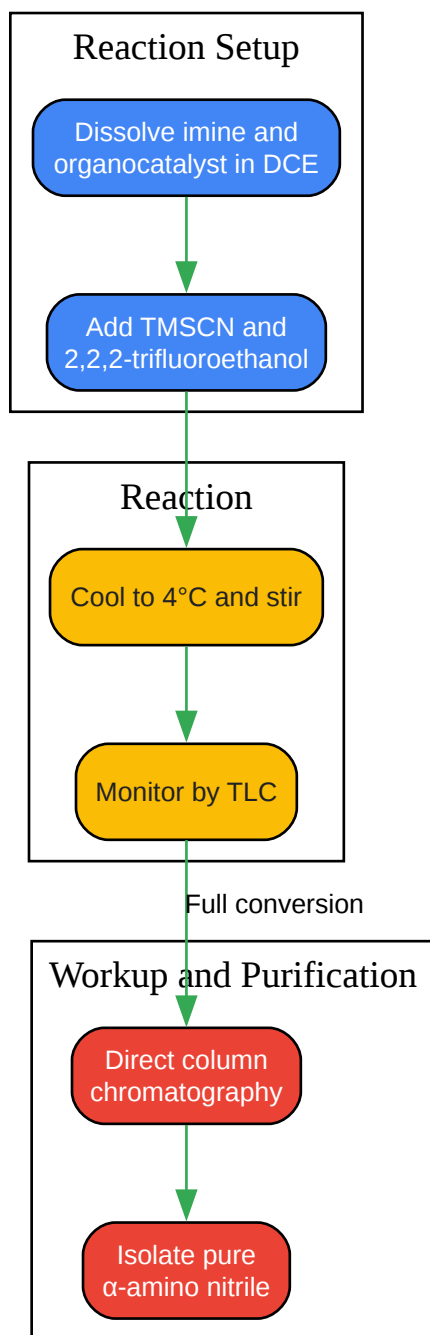 Reaction Setup
Dissolve imine and
organocatalyst in DCE
Add TMSCN and
2,2,2-trifluoroethanol
Reaction
Cool to 4°C and stir
Monitor by TLC
Full conversion
Workup and Purification
Direct column
chromatography
Isolate pure
α-amino nitrile